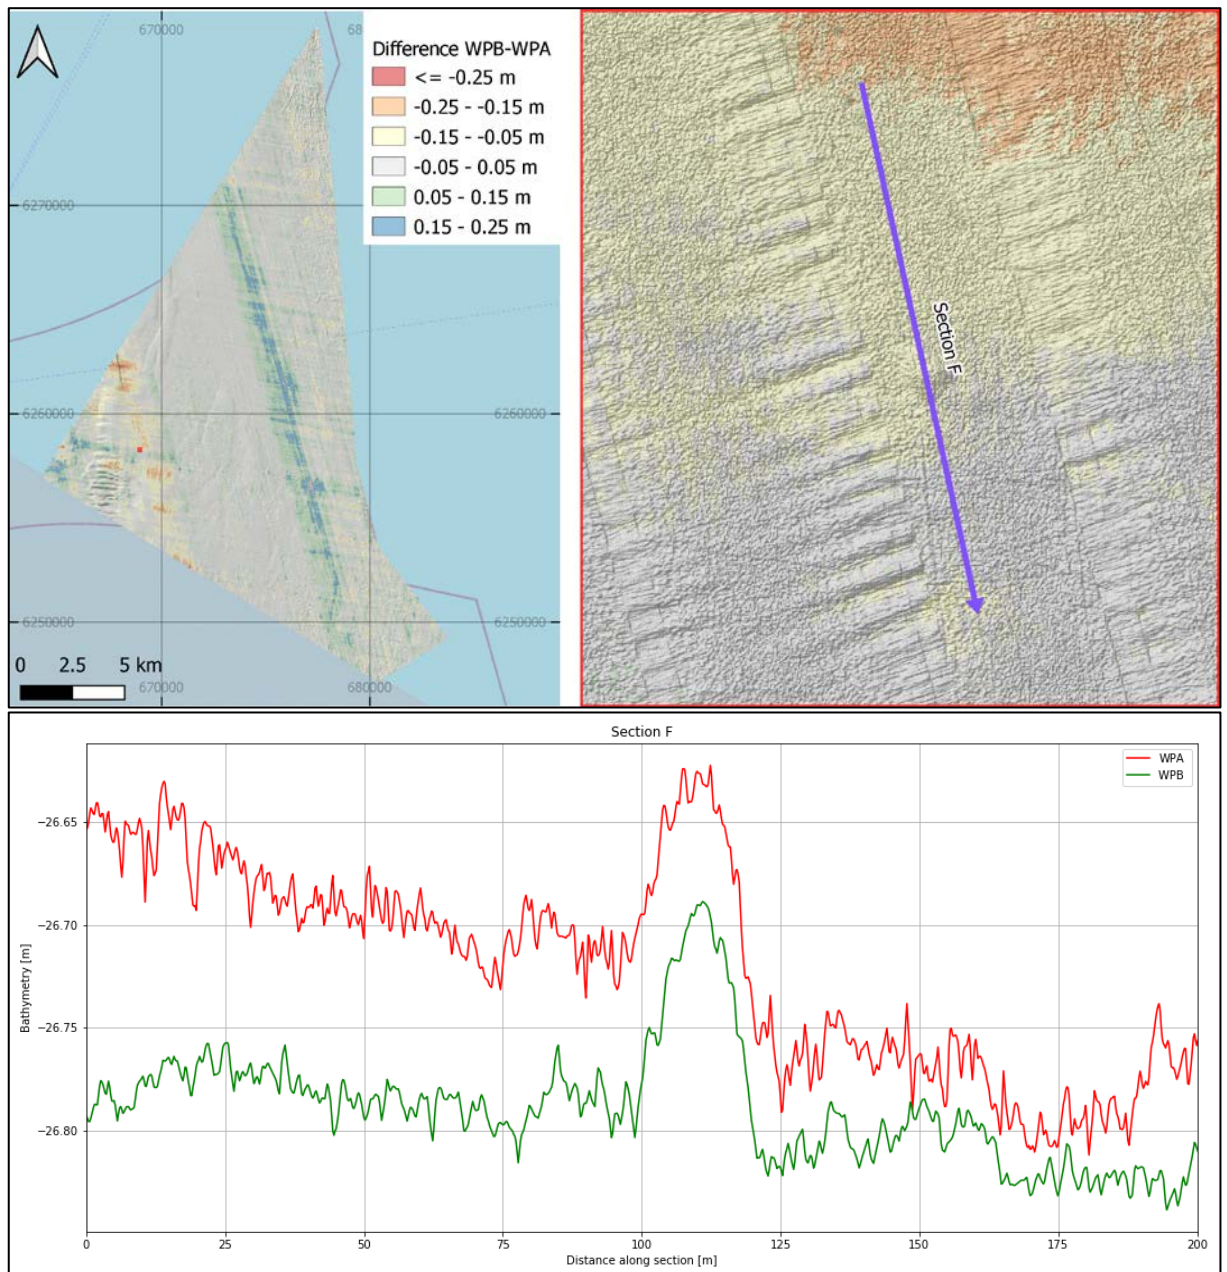 670000
68
Difference WPB-WPA
<= -0.25 m
-0.25 - -0.15 m
-0.15 - -0.05 m
-0.05 - 0.05 m
0.05 - 0.15 m
0.15 - 0.25 m
6270000
6260000
6260000
6250000
6250000
0 2.5 5 km
670000
680000
Section F
Section F
WPA
WPB
Bathymetry [m]
−26.65
−26.70
−26.75
−26.80
0 25 50 75 100 125 150 175 200
Distance along section [m]